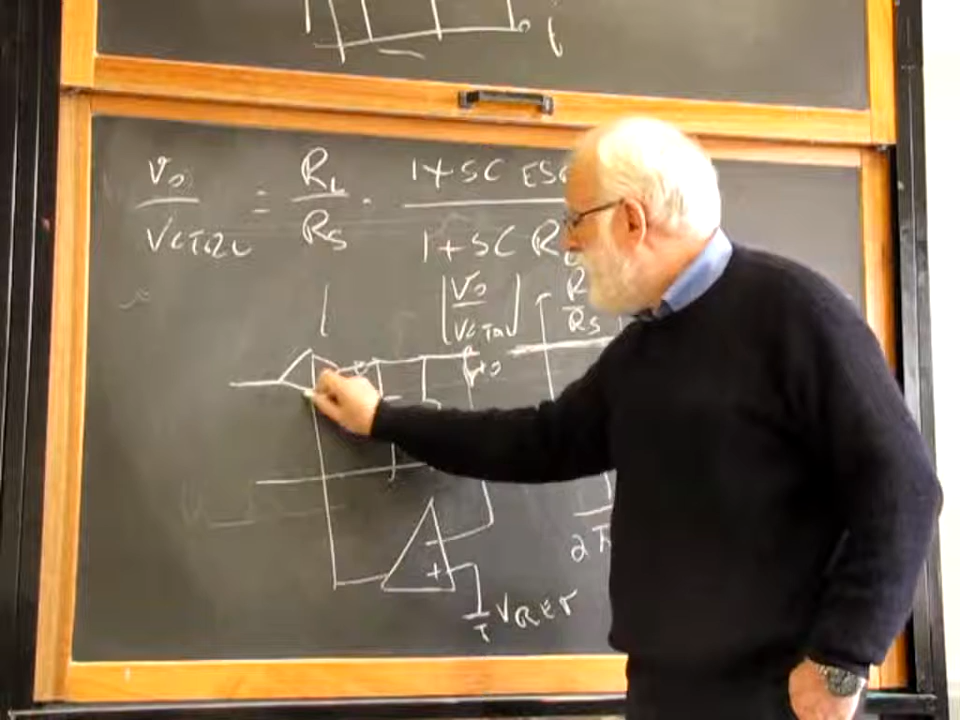 i
Vo / VCTRL = RL / RS · 1+SC ESR / 1+SC R
|Vo / VCTRL|
R / RS
Vo
2π
+
VREF